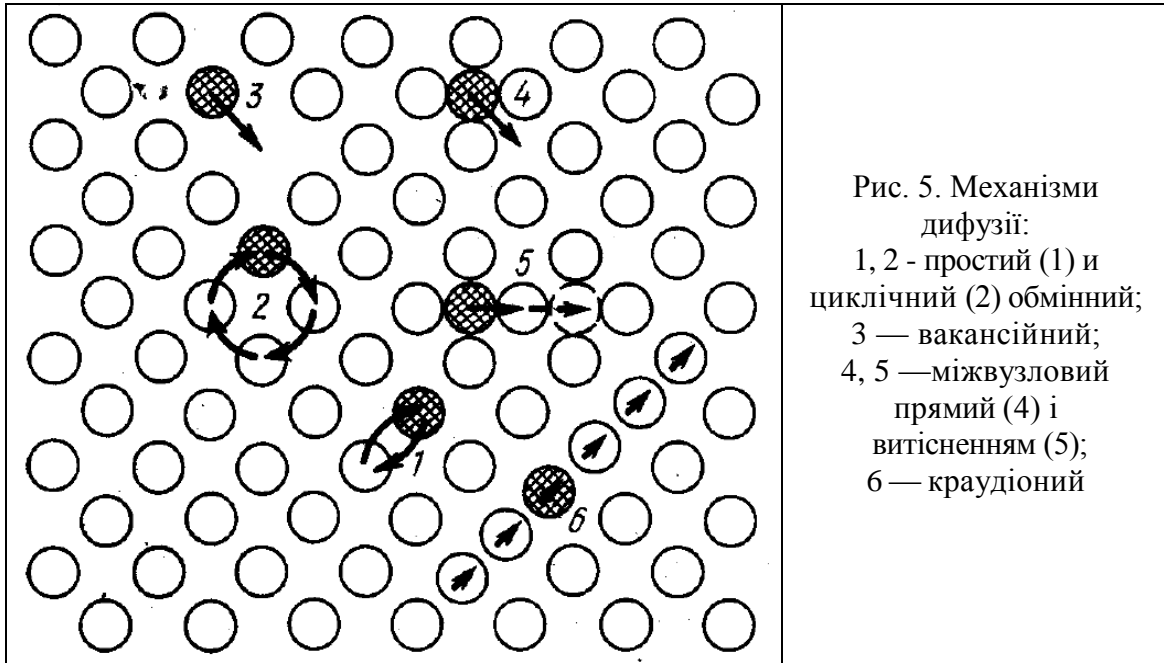 3
4
2
5
1
6
Рис. 5. Механізми
дифузії:
1, 2 - простий (1) и
циклічний (2) обмінний;
3 — вакансійний;
4, 5 —міжвузловий
прямий (4) і
витісненням (5);
6 — краудіоний